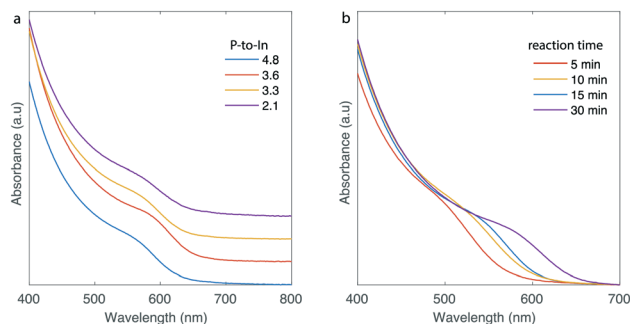 a
P-to-In
4.8
3.6
3.3
2.1
Absorbance (a.u)
400 500 600 700 800
Wavelength (nm)
b
reaction time
5 min
10 min
15 min
30 min
Absorbance (a.u)
400 500 600 700
Wavelength (nm)